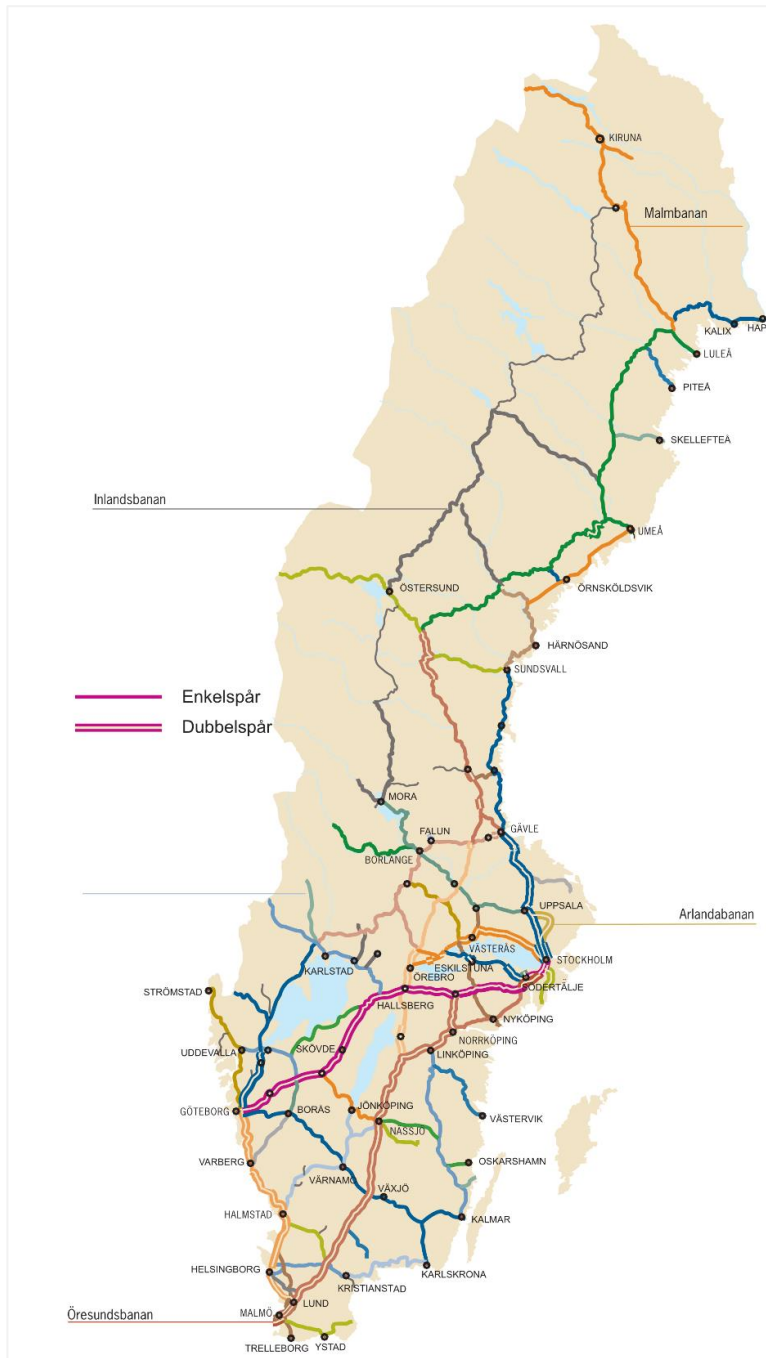 KIRUNA
Malmbanan
KALIX
HAP
LULEÅ
PITEÅ
SKELLEFTEÅ
Inlandsbanan
UMEÅ
ÖSTERSUND
ÖRNSKÖLDSVIK
HÄRNÖSAND
SUNDSVALL
Enkelspår
Dubbelspår
MORA
FALUN
GÄVLE
BORLÄNGE
UPPSALA
Arlandabanan
VÄSTERÅS
STOCKHOLM
KARLSTAD
ESKILSTUNA
ÖREBRO
SÖDERTÄLJE
STRÖMSTAD
HALLSBERG
NYKÖPING
NORRKÖPING
UDDEVALLA
SKÖVDE
LINKÖPING
GÖTEBORG
BORÅS
JÖNKÖPING
VÄSTERVIK
NÄSSJÖ
VARBERG
OSKARSHAMN
VÄRNAMO
VÄXJÖ
HALMSTAD
KALMAR
HELSINGBORG
KRISTIANSTAD
KARLSKRONA
LUND
Öresundsbanan
MALMÖ
TRELLEBORG
YSTAD